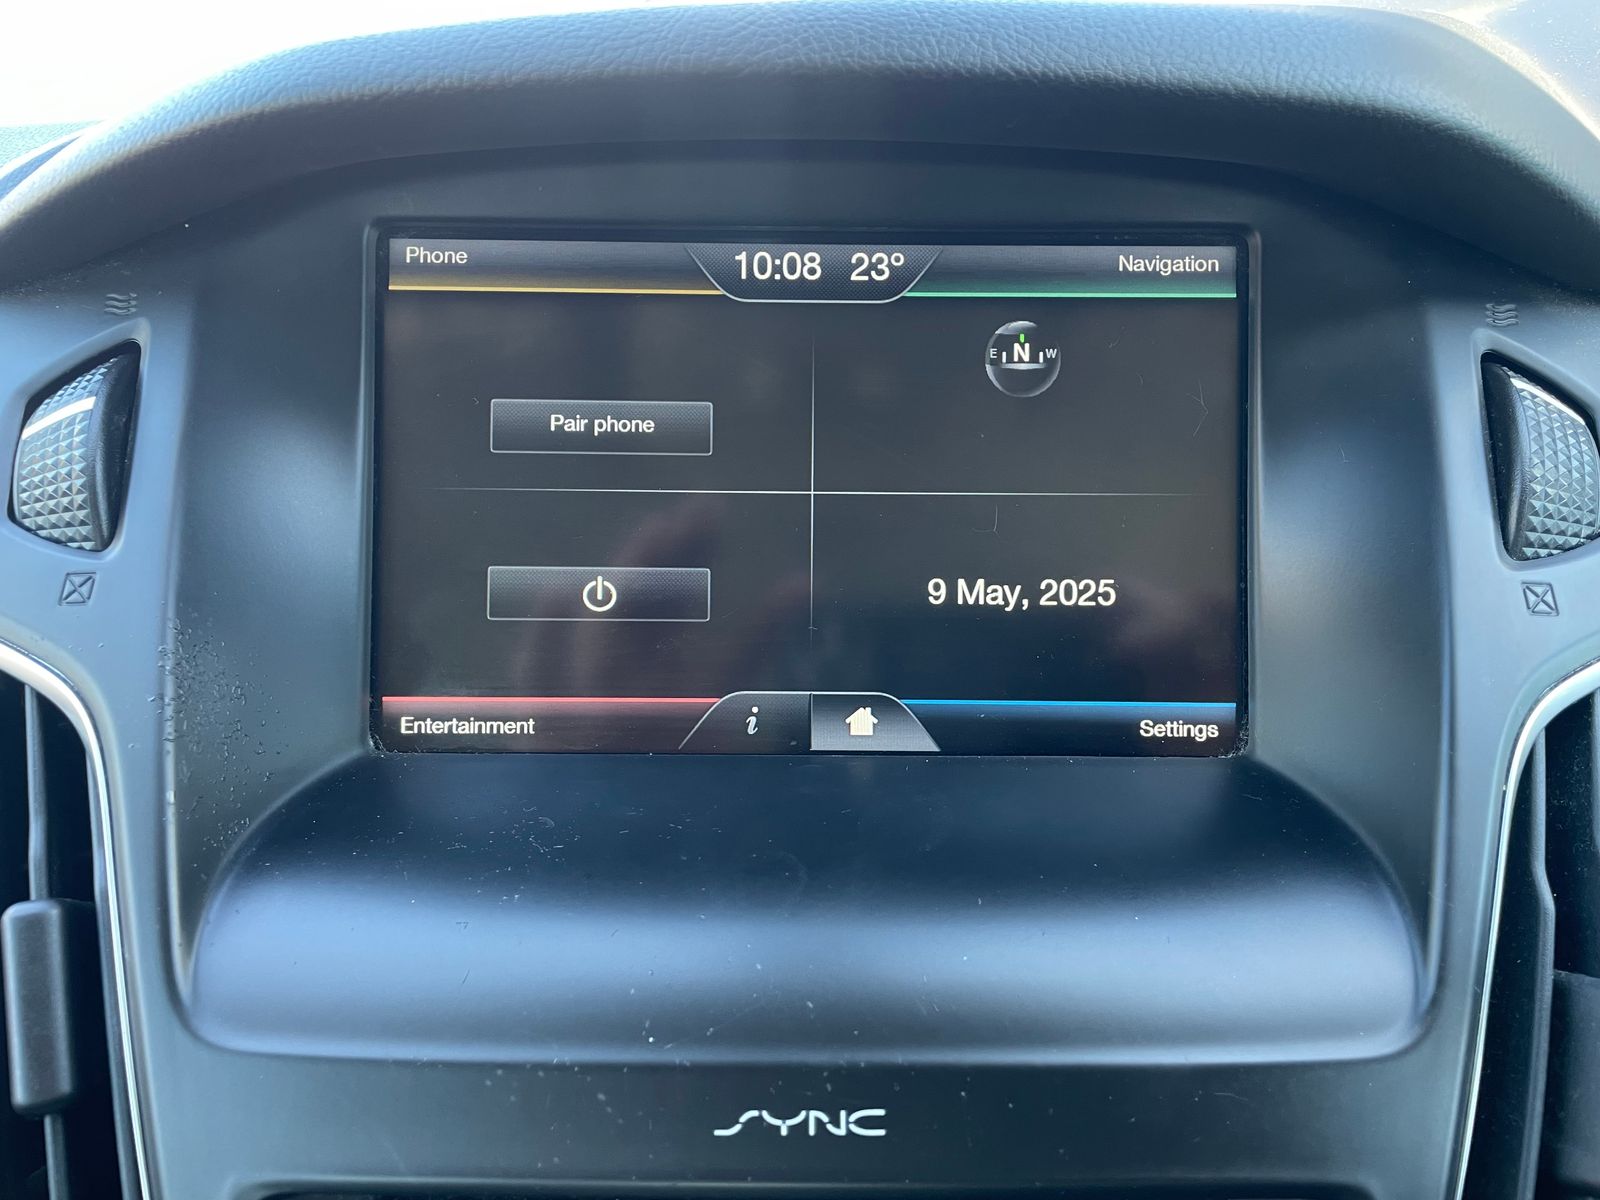 Phone
10:08 23°
Navigation
E N W
Pair phone
9 May, 2025
Entertainment
i
Settings
SYNC